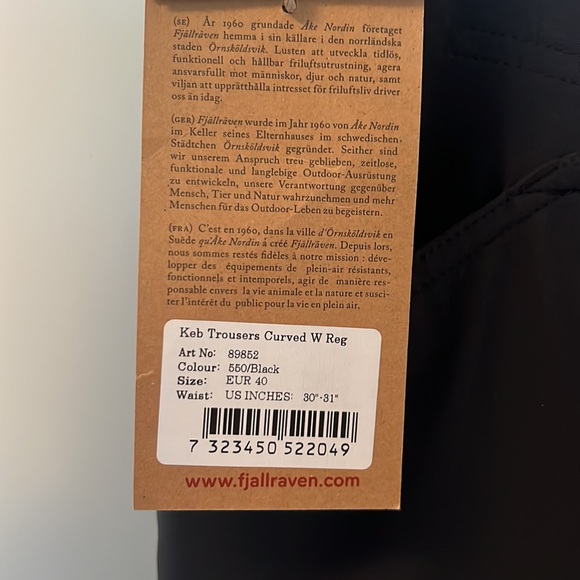 (SE) År 1960 grundade Åke Nordin företaget
Fjällräven hemma i sin källare i den norrländska
staden Örnsköldsvik. Lusten att utveckla tidlös,
funktionell och hållbar friluftsutrustning, agera
ansvarsfullt mot människor, djur och natur, samt
viljan att upprätthålla intresset för friluftsliv driver
oss än idag.
(GER) Fjällräven wurde im Jahr 1960 von Åke Nordin
im Keller seines Elternhauses im schwedischen
Städtchen Örnsköldsvik gegründet. Seither sind
wir unserem Anspruch treu geblieben, zeitlose,
funktionale und langlebige Outdoor-Ausrüstung
zu entwickeln, unsere Verantwortung gegenüber
Mensch, Tier und Natur wahrzunehmen und mehr
Menschen für das Outdoor-Leben zu begeistern.
(FRA) C'est en 1960, dans la ville d'Örnsköldsvik en
Suède qu'Åke Nordin à créé Fjällräven. Depuis lors,
nous sommes restés fidèles à notre mission : déve-
lopper des équipements de plein-air résistants,
fonctionnels et intemporels, agir de manière res-
ponsable envers la vie animale et la nature et susci-
ter l'intérêt du public pour la vie en plein air.
Keb Trousers Curved W Reg
Art No: 89852
Colour: 550/Black
Size: EUR 40
Waist: US INCHES: 30"-31"
7 323450 522049
www.fjallraven.com